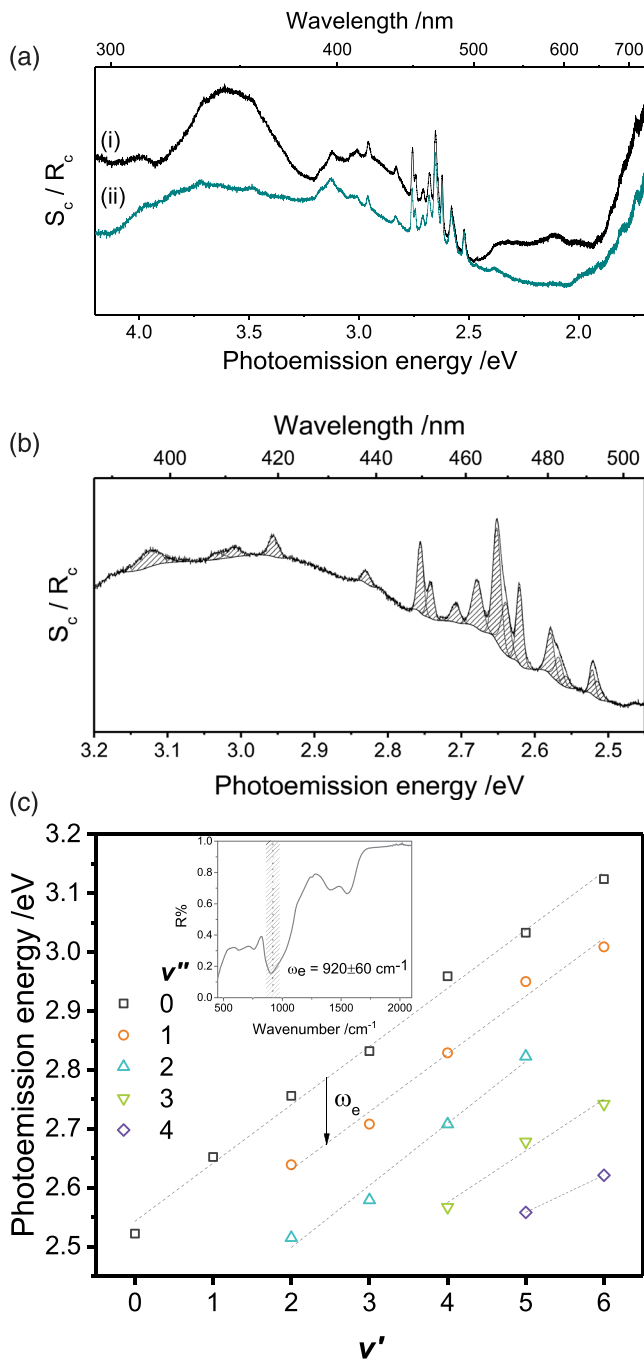 Wavelength /nm
(a)
300 400 500 600 700
(i)
(ii)
S_c / R_c
4.0 3.5 3.0 2.5 2.0
Photoemission energy /eV
(b)
Wavelength /nm
400 420 440 460 480 500
S_c / R_c
3.2 3.1 3.0 2.9 2.8 2.7 2.6 2.5
Photoemission energy /eV
(c)
3.2
3.1
3.0
2.9
2.8
2.7
2.6
2.5
Photoemission energy /eV
1.0
0.8
0.6
0.4
0.2
0.0
R%
ω_e = 920±60 cm⁻¹
500 1000 1500 2000
Wavenumber /cm⁻¹
v"
0
1
2
3
4
ω_e
0 1 2 3 4 5 6
v'